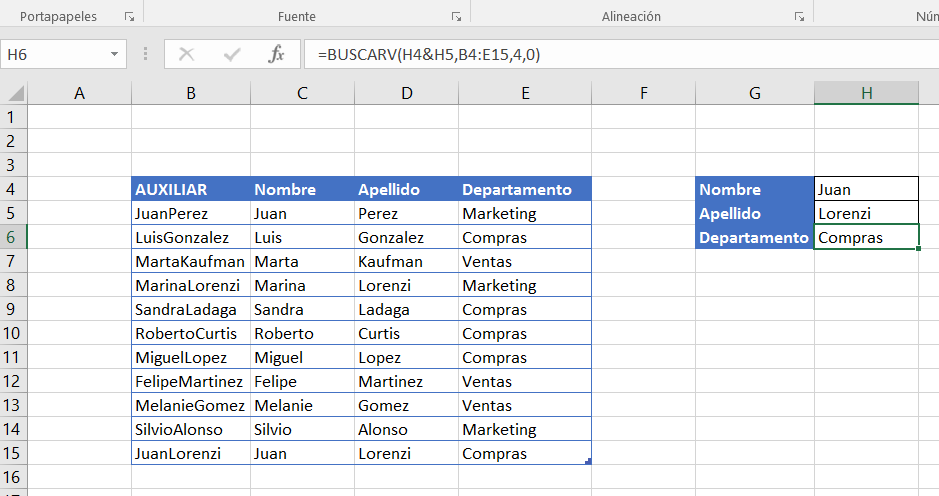 Portapapeles Fuente Alineación Núm
H6 fx =BUSCARV(H4&H5,B4:E15,4,0)
A B C D E F G H
1
2
3
4 AUXILIAR Nombre Apellido Departamento Nombre Juan
5 JuanPerez Juan Perez Marketing Apellido Lorenzi
6 LuisGonzalez Luis Gonzalez Compras Departamento Compras
7 MartaKaufman Marta Kaufman Ventas
8 MarinaLorenzi Marina Lorenzi Marketing
9 SandraLadaga Sandra Ladaga Compras
10 RobertoCurtis Roberto Curtis Compras
11 MiguelLopez Miguel Lopez Compras
12 FelipeMartinez Felipe Martinez Ventas
13 MelanieGomez Melanie Gomez Ventas
14 SilvioAlonso Silvio Alonso Marketing
15 JuanLorenzi Juan Lorenzi Compras
16